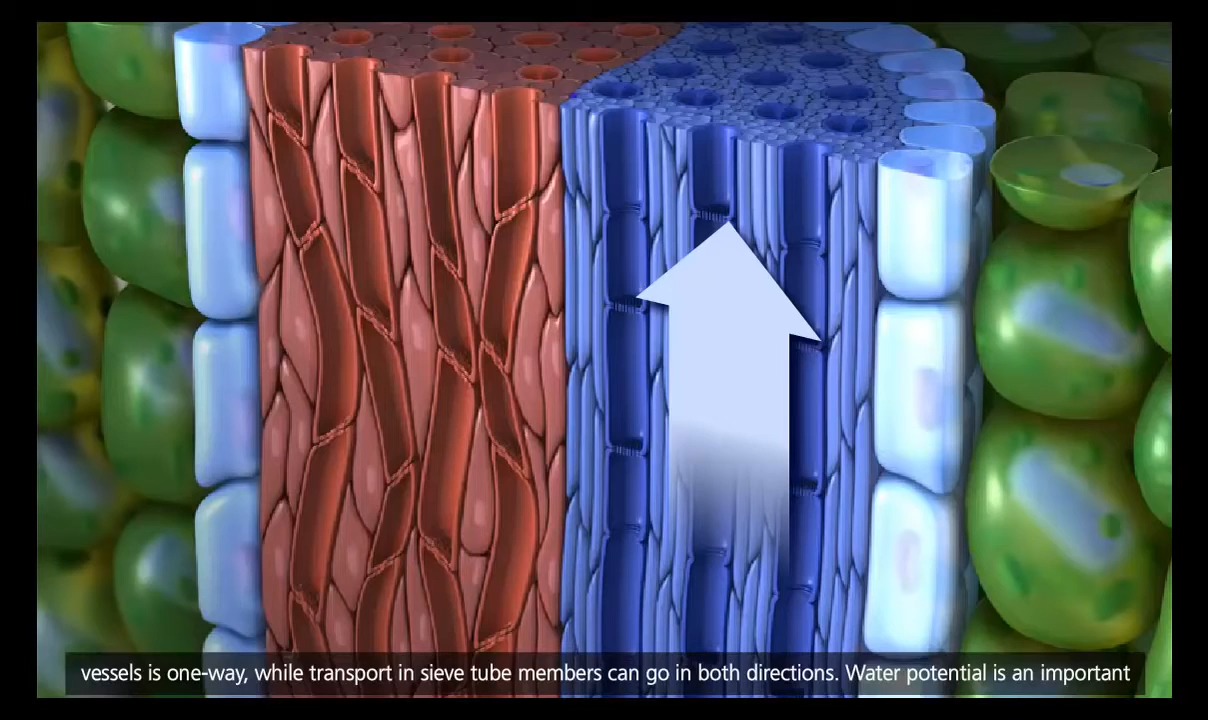 vessels is one-way, while transport in sieve tube members can go in both directions. Water potential is an important